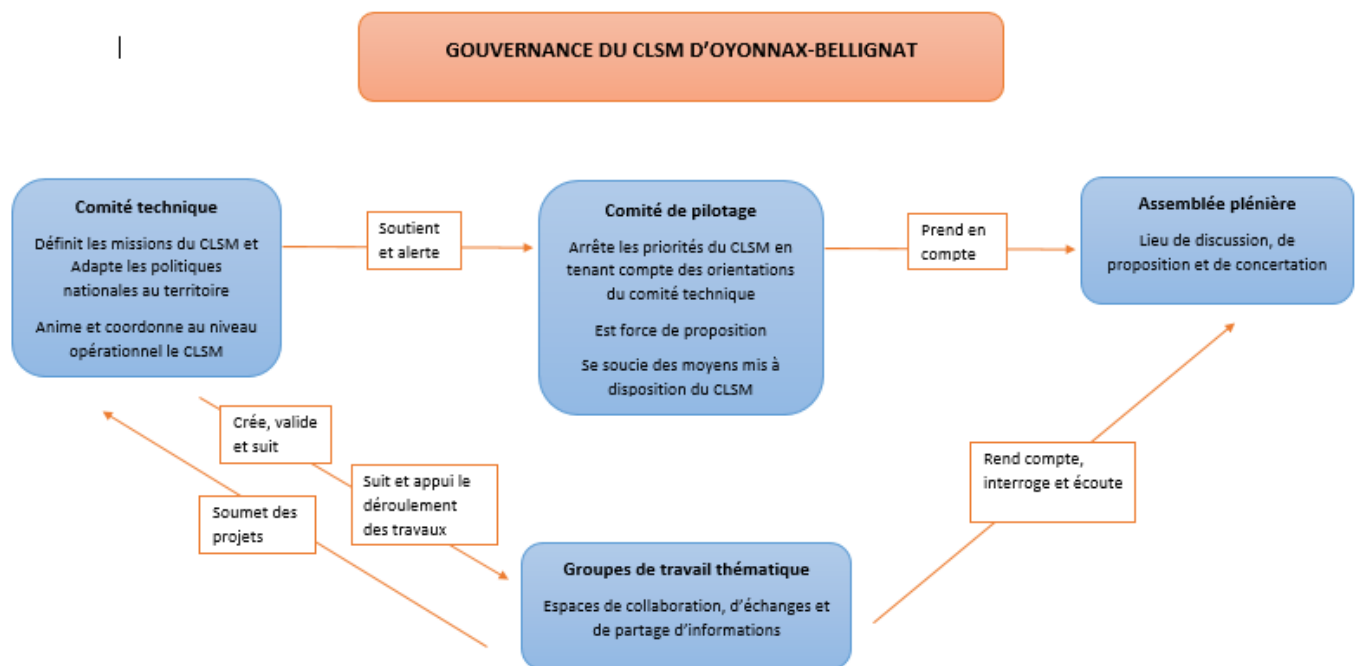 GOUVERNANCE DU CLSM D'OYONNAX-BELLIGNAT
Comité technique
Définit les missions du CLSM et
Adapte les politiques
nationales au territoire
Anime et coordonne au niveau
opérationnel le CLSM
Soutient
et alerte
Comité de pilotage
Arrête les priorités du CLSM en
tenant compte des orientations
du comité technique
Est force de proposition
Se soucie des moyens mis à
disposition du CLSM
Prend en
compte
Assemblée plénière
Lieu de discussion, de
proposition et de concertation
Crée, valide
et suit
Suit et appui le
déroulement
des travaux
Soumet des
projets
Rend compte,
interroge et écoute
Groupes de travail thématique
Espaces de collaboration, d'échanges et
de partage d'informations